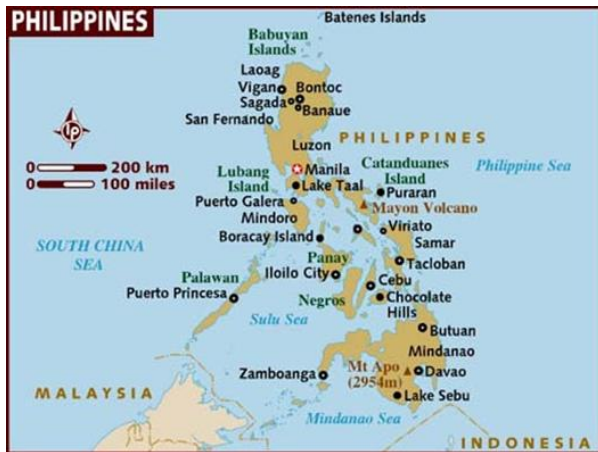 PHILIPPINES
Batenes Islands
Babuyan
Islands
Laoag
Vigan
Bontoc
Sagada
Banaue
San Fernando
Luzon
PHILIPPINES
lp
0 200 km
0 100 miles
Manila
Lubang
Island
Lake Taal
Catanduanes
Island
Philippine Sea
Puraran
Puerto Galera
Mayon Volcano
Mindoro
Viriato
Samar
Boracay Island
SOUTH CHINA
SEA
Panay
Tacloban
Palawan
Iloilo City
Cebu
Puerto Princesa
Negros
Chocolate
Hills
Sulu Sea
Butuan
Mindanao
Mt Apo
(2954m)
Davao
Zamboanga
Lake Sebu
MALAYSIA
Mindanao Sea
INDONESIA